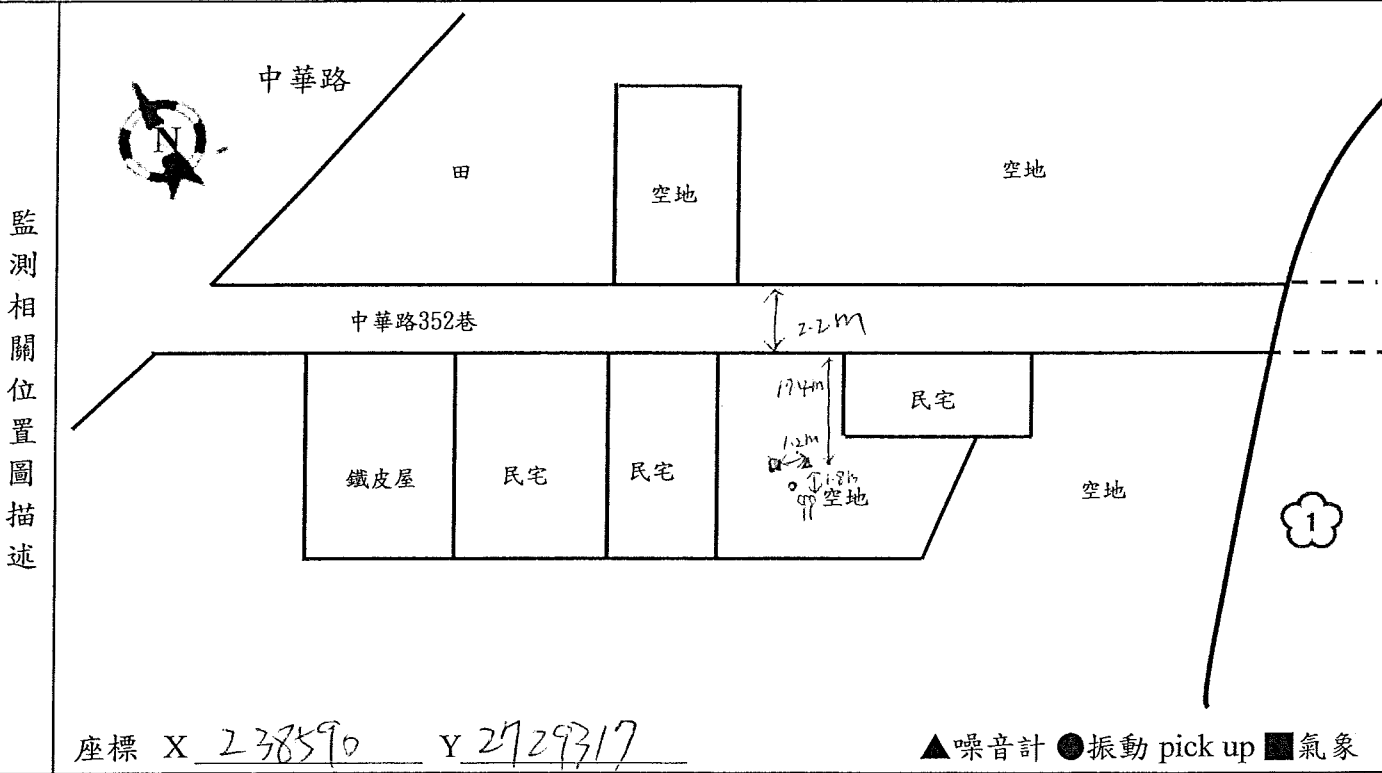 監測相關位置圖描述
中華路
N
田
空地
空地
中華路352巷
2.2m
鐵皮屋
民宅
民宅
1.2m
1.8m
空地
民宅
空地
1
座標 X 238590 Y 2729317
▲噪音計 ●振動 pick up ■氣象